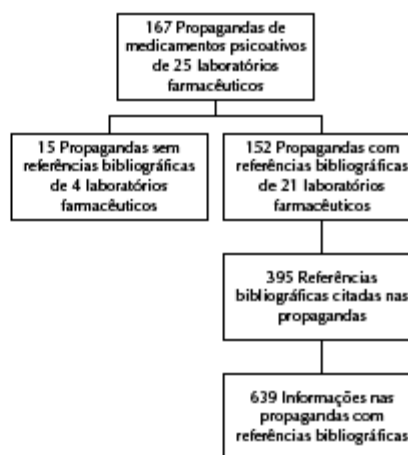 167 Propagandas de
medicamentos psicoativos
de 25 laboratórios
farmacêuticos
15 Propagandas sem
referências bibliográficas
de 4 laboratórios
farmacêuticos
152 Propagandas com
referências bibliográficas
de 21 laboratórios
farmacêuticos
395 Referências
bibliográficas citadas nas
propagandas
639 Informações nas
propagandas com
referências bibliográficas